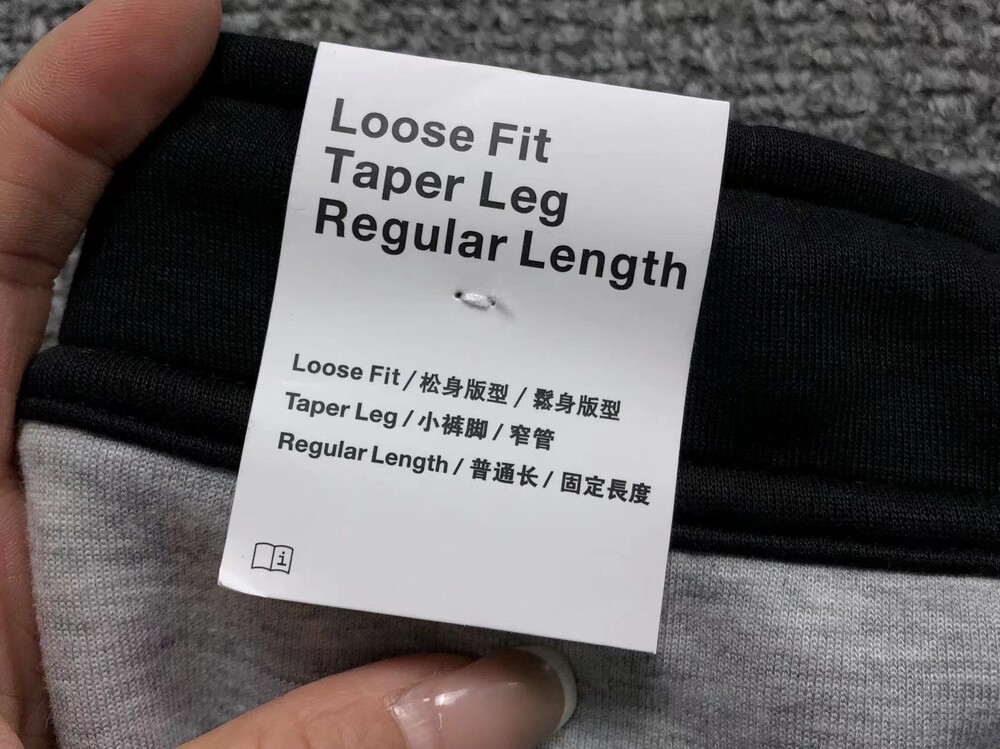 Loose Fit
Taper Leg
Regular Length
Loose Fit / 松身版型 / 鬆身版型
Taper Leg / 小裤脚 / 窄管
Regular Length / 普通长 / 固定長度
i